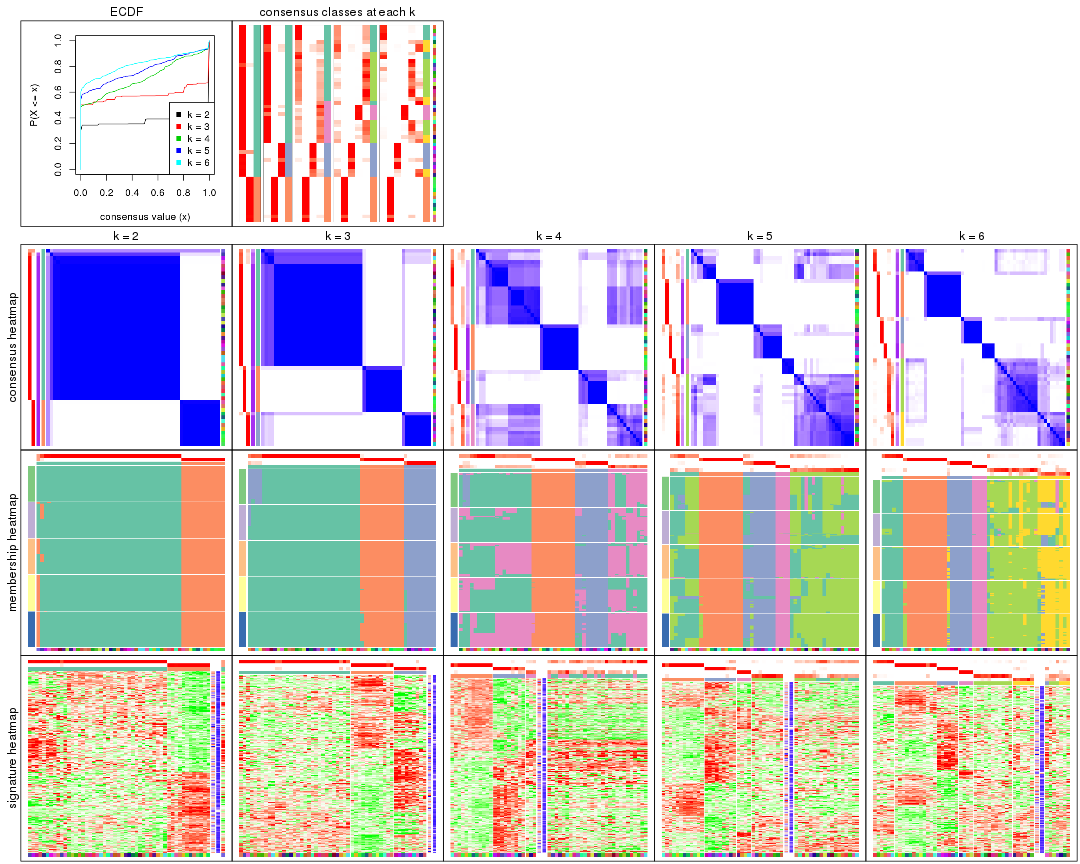 ECDF
consensus classes at each k
P(X <= x)
0.0 0.2 0.4 0.6 0.8 1.0
k = 2
k = 3
k = 4
k = 5
k = 6
0.0 0.2 0.4 0.6 0.8 1.0
consensus value (x)
k = 2
k = 3
k = 4
k = 5
k = 6
consensus heatmap
membership heatmap
signature heatmap